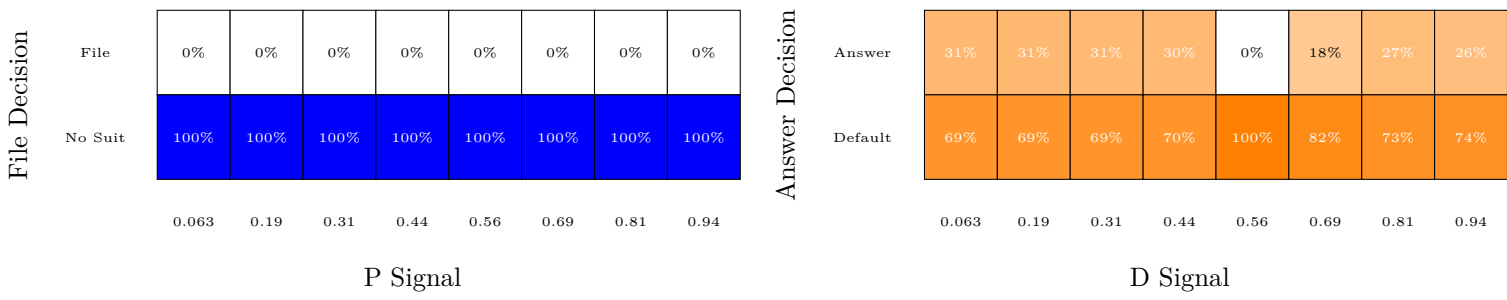 File Decision
File 0% 0% 0% 0% 0% 0% 0% 0%
No Suit 100% 100% 100% 100% 100% 100% 100% 100%
0.063 0.19 0.31 0.44 0.56 0.69 0.81 0.94
P Signal
Answer Decision
Answer 31% 31% 31% 30% 0% 18% 27% 26%
Default 69% 69% 69% 70% 100% 82% 73% 74%
0.063 0.19 0.31 0.44 0.56 0.69 0.81 0.94
D Signal